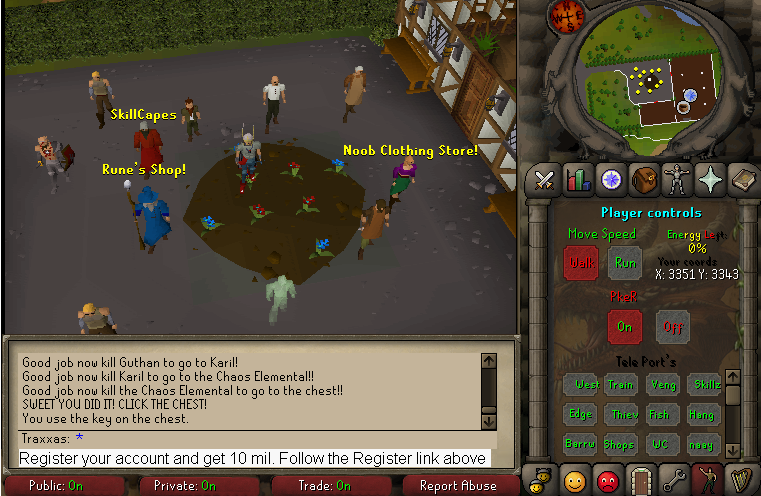 SkillCapes
Rune's Shop!
Noob Clothing Store!
Good job now kill Guthan to go to Karil!
Good job now kill Karil to go to the Chaos Elemental!!
Good job now kill the Chaos Elemental to go to the chest!!
SWEET YOU DID IT! CLICK THE CHEST!
You use the key on the chest.
Traxxas: *
Register your account and get 10 mil. Follow the Register link above
Public: On
Private: On
Trade: On
Report Abuse
Player controls
Move Speed
Energy Left:
0%
Walk
Run
Your coords
X: 3351 Y: 3343
On
Off
Tele Port's
West
Train
Veng
Skillz
Edge
Thiev
Fish
Hang
Barrw
Shops
WC